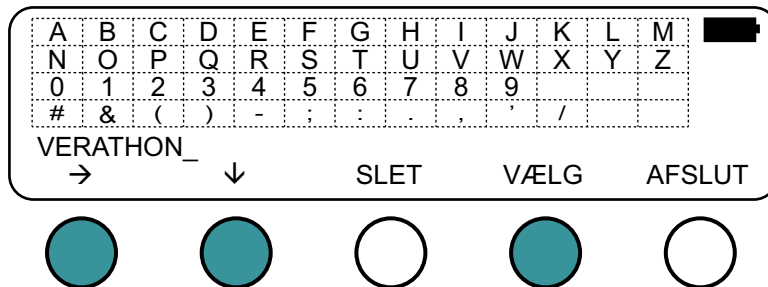 A B C D E F G H I J K L M
N O P Q R S T U V W X Y Z
0 1 2 3 4 5 6 7 8 9
# & ( ) - ; : . , ’ /
VERATHON_
→ ↓ SLET VÆLG AFSLUT